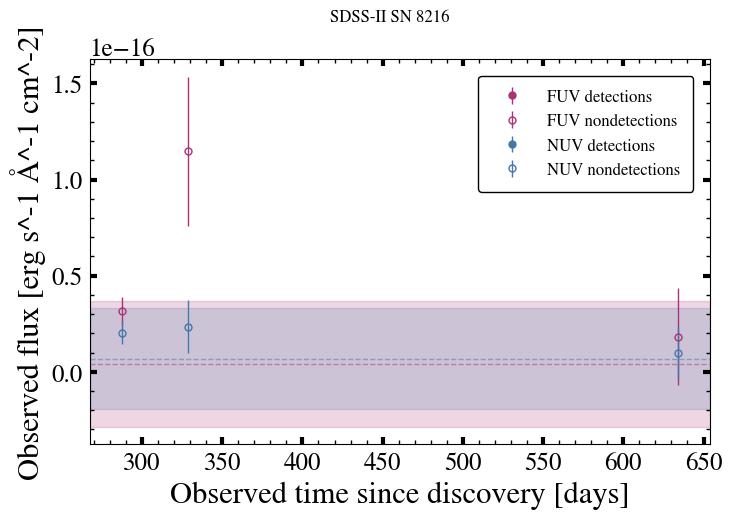 SDSS-II SN 8216
1e−16
Observed flux [erg s^-1 Å^-1 cm^-2]
1.5
1.0
0.5
0.0
FUV detections
FUV nondetections
NUV detections
NUV nondetections
300 350 400 450 500 550 600 650
Observed time since discovery [days]